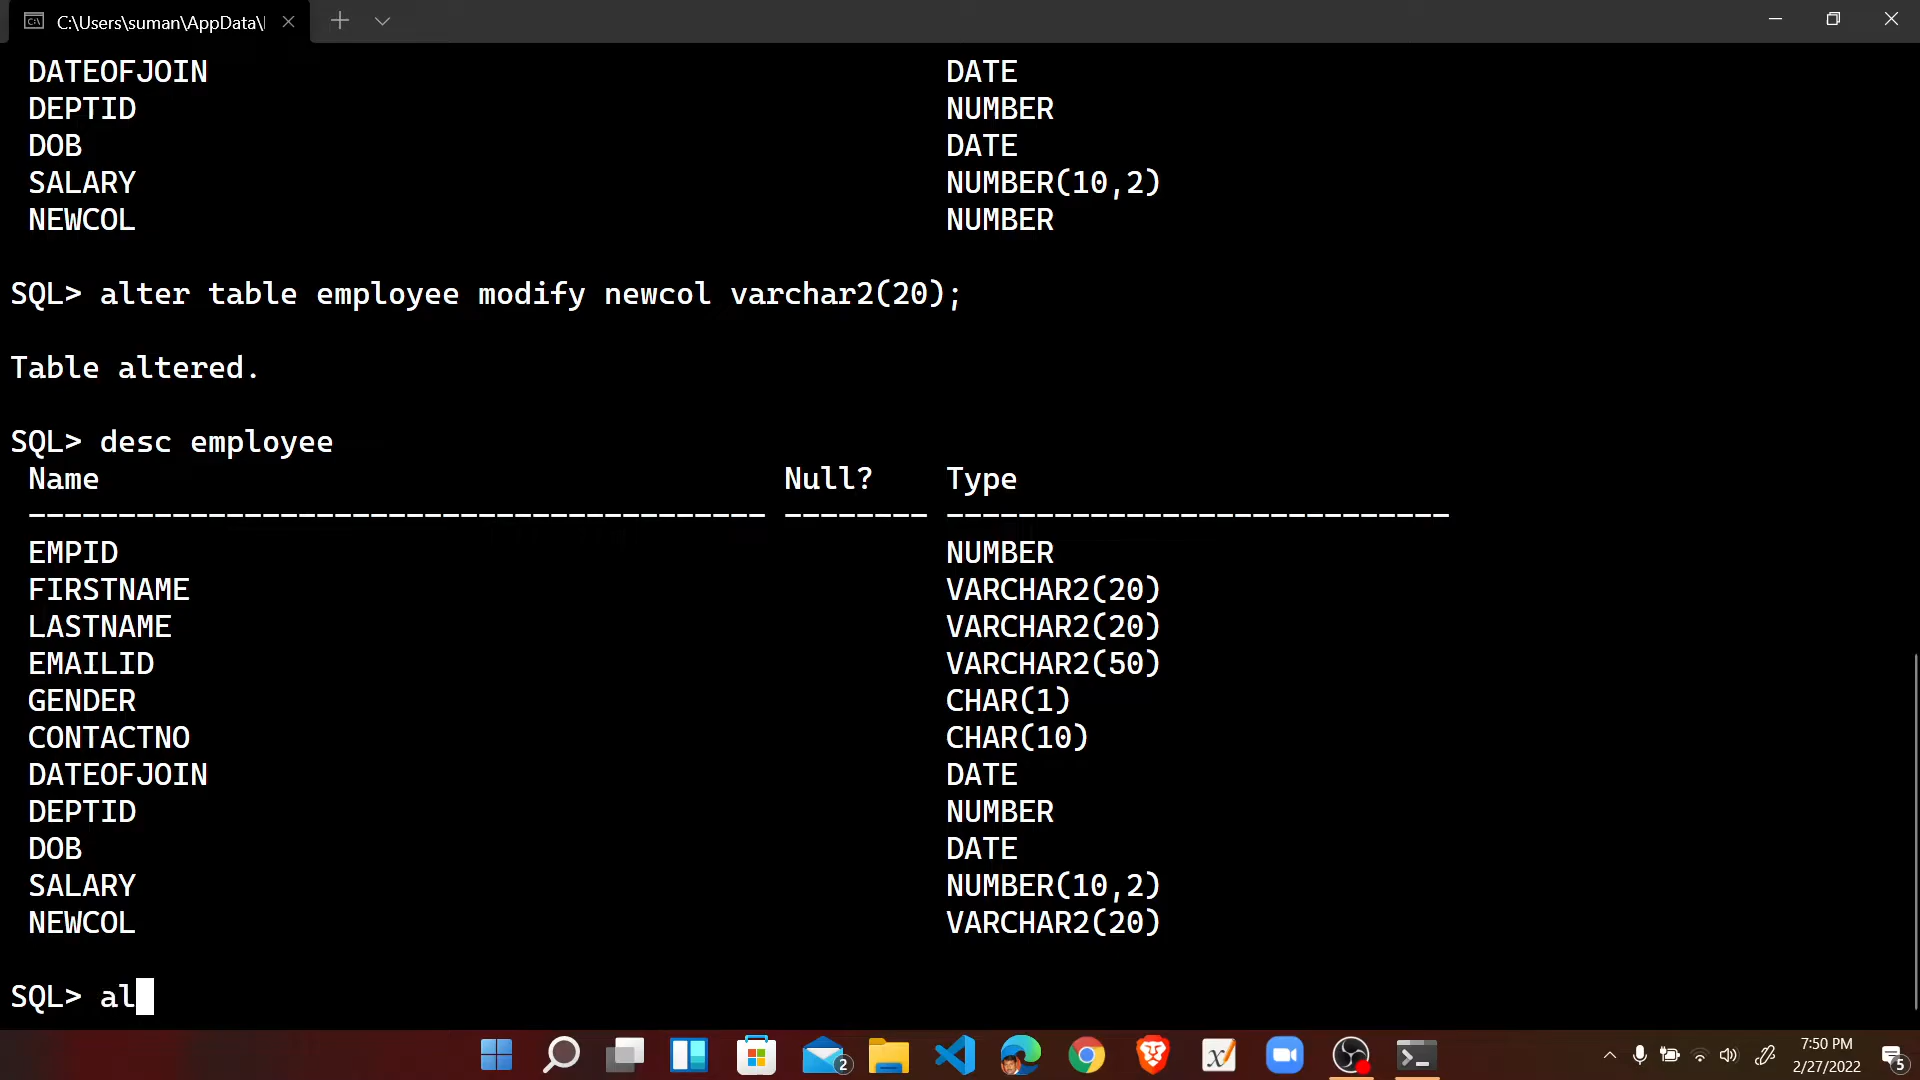 C:\Users\suman\AppData\
DATEOFJOIN DATE
DEPTID NUMBER
DOB DATE
SALARY NUMBER(10,2)
NEWCOL NUMBER
SQL> alter table employee modify newcol varchar2(20);
Table altered.
SQL> desc employee
Name Null? Type
----------------------------------------- -------- ----------------------------
EMPID NUMBER
FIRSTNAME VARCHAR2(20)
LASTNAME VARCHAR2(20)
EMAILID VARCHAR2(50)
GENDER CHAR(1)
CONTACTNO CHAR(10)
DATEOFJOIN DATE
DEPTID NUMBER
DOB DATE
SALARY NUMBER(10,2)
NEWCOL VARCHAR2(20)
SQL> al
2
7:50 PM
2/27/2022
5